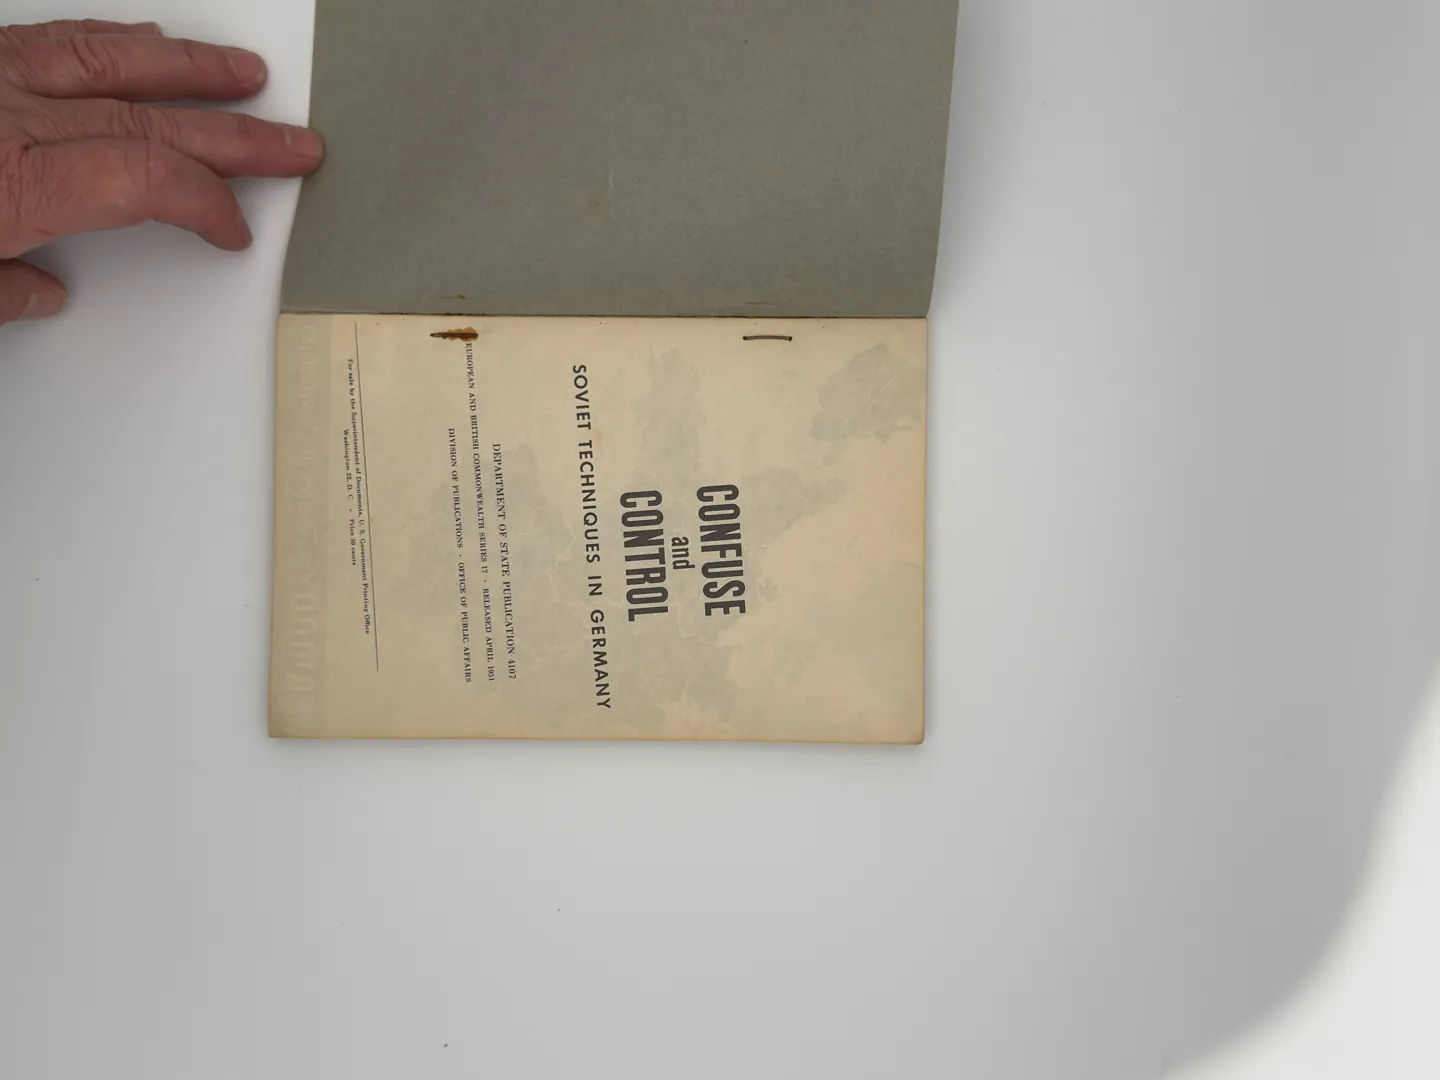 CONFUSE
and
CONTROL
SOVIET TECHNIQUES IN GERMANY
DEPARTMENT OF STATE PUBLICATION 4107
EUROPEAN AND BRITISH COMMONWEALTH SERIES 17 · RELEASED APRIL 1951
DIVISION OF PUBLICATIONS · OFFICE OF PUBLIC AFFAIRS
For sale by the Superintendent of Documents, U. S. Government Printing Office
Washington 25, D. C. - Price 30 cents